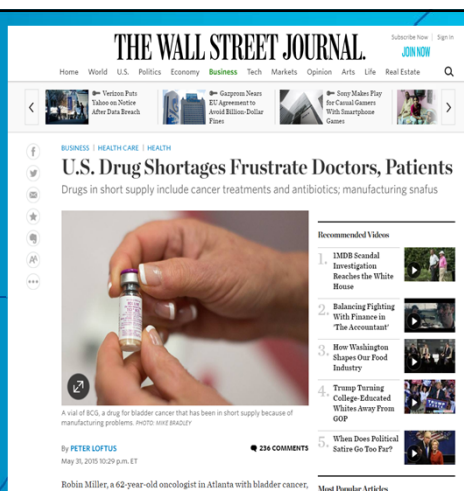 THE WALL STREET JOURNAL.
Subscribe Now | Sign In
JOIN NOW
Home World U.S. Politics Economy Business Tech Markets Opinion Arts Life Real Estate
Verizon Puts
Yahoo on Notice
After Data Breach
Gazprom Nears
EU Agreement to
Avoid Billion-Dollar
Fines
Sony Makes Play
for Casual Gamers
With Smartphone
Games
BUSINESS | HEALTH CARE | HEALTH
U.S. Drug Shortages Frustrate Doctors, Patients
Drugs in short supply include cancer treatments and antibiotics; manufacturing snafus
A vial of BCG, a drug for bladder cancer that has been in short supply because of
manufacturing problems. PHOTO: MIKE BRADLEY
By PETER LOFTUS
May 31, 2015 10:29 p.m. ET
236 COMMENTS
Robin Miller, a 62-year-old oncologist in Atlanta with bladder cancer,
Recommended Videos
1. IMDB Scandal
Investigation
Reaches the White
House
2. Balancing Fighting
With Finance in
'The Accountant'
3. How Washington
Shapes Our Food
Industry
4. Trump Turning
College-Educated
Whites Away From
GOP
5. When Does Political
Satire Go Too Far?
Most Popular Articles